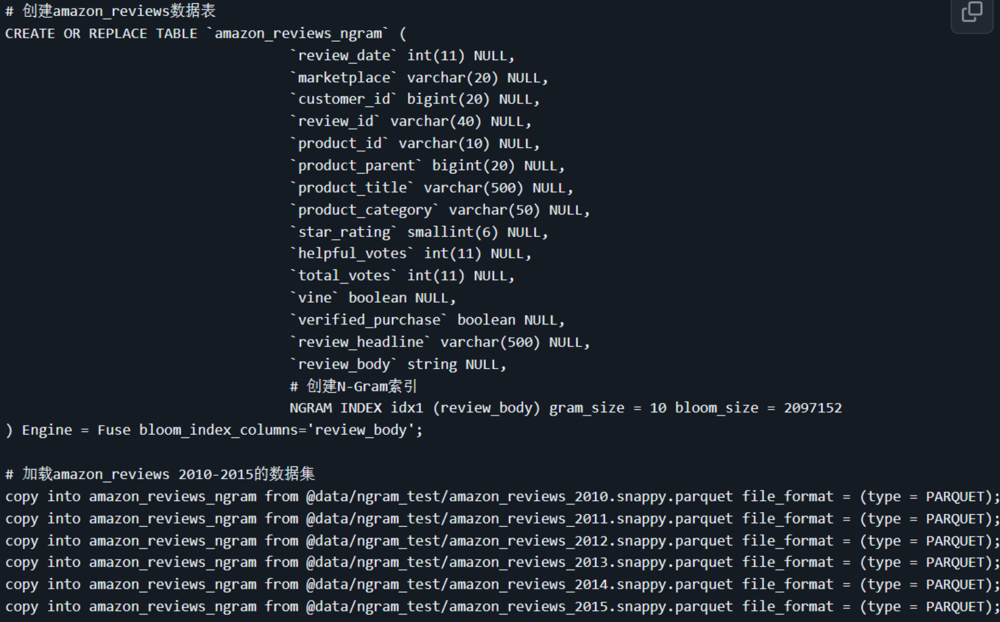 # 创建amazon_reviews数据表
CREATE OR REPLACE TABLE `amazon_reviews_ngram` (
`review_date` int(11) NULL,
`marketplace` varchar(20) NULL,
`customer_id` bigint(20) NULL,
`review_id` varchar(40) NULL,
`product_id` varchar(10) NULL,
`product_parent` bigint(20) NULL,
`product_title` varchar(500) NULL,
`product_category` varchar(50) NULL,
`star_rating` smallint(6) NULL,
`helpful_votes` int(11) NULL,
`total_votes` int(11) NULL,
`vine` boolean NULL,
`verified_purchase` boolean NULL,
`review_headline` varchar(500) NULL,
`review_body` string NULL,
# 创建N-Gram索引
NGRAM INDEX idx1 (review_body) gram_size = 10 bloom_size = 2097152
) Engine = Fuse bloom_index_columns='review_body';
# 加载amazon_reviews 2010-2015的数据集
copy into amazon_reviews_ngram from @data/ngram_test/amazon_reviews_2010.snappy.parquet file_format = (type = PARQUET);
copy into amazon_reviews_ngram from @data/ngram_test/amazon_reviews_2011.snappy.parquet file_format = (type = PARQUET);
copy into amazon_reviews_ngram from @data/ngram_test/amazon_reviews_2012.snappy.parquet file_format = (type = PARQUET);
copy into amazon_reviews_ngram from @data/ngram_test/amazon_reviews_2013.snappy.parquet file_format = (type = PARQUET);
copy into amazon_reviews_ngram from @data/ngram_test/amazon_reviews_2014.snappy.parquet file_format = (type = PARQUET);
copy into amazon_reviews_ngram from @data/ngram_test/amazon_reviews_2015.snappy.parquet file_format = (type = PARQUET);